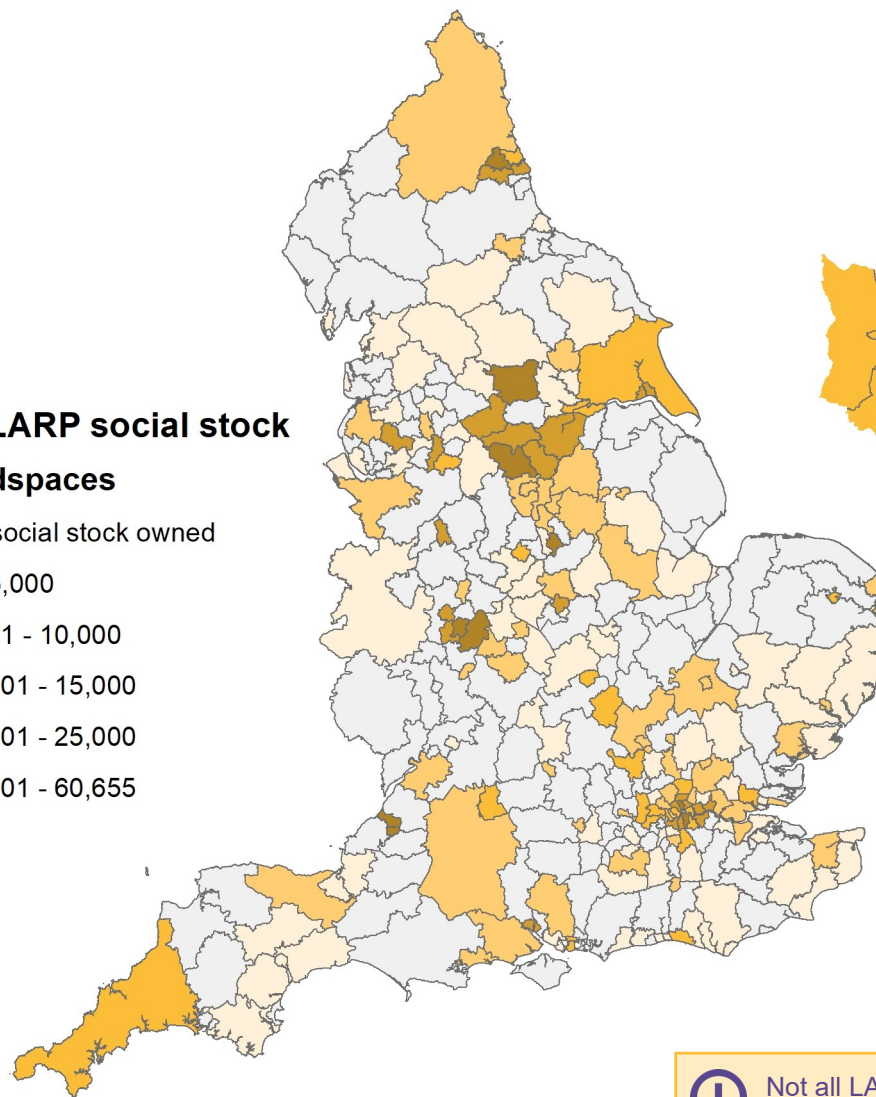 LARP social stock
dspaces
social stock owned
,000
1 - 10,000
01 - 15,000
01 - 25,000
01 - 60,655
Not all LA